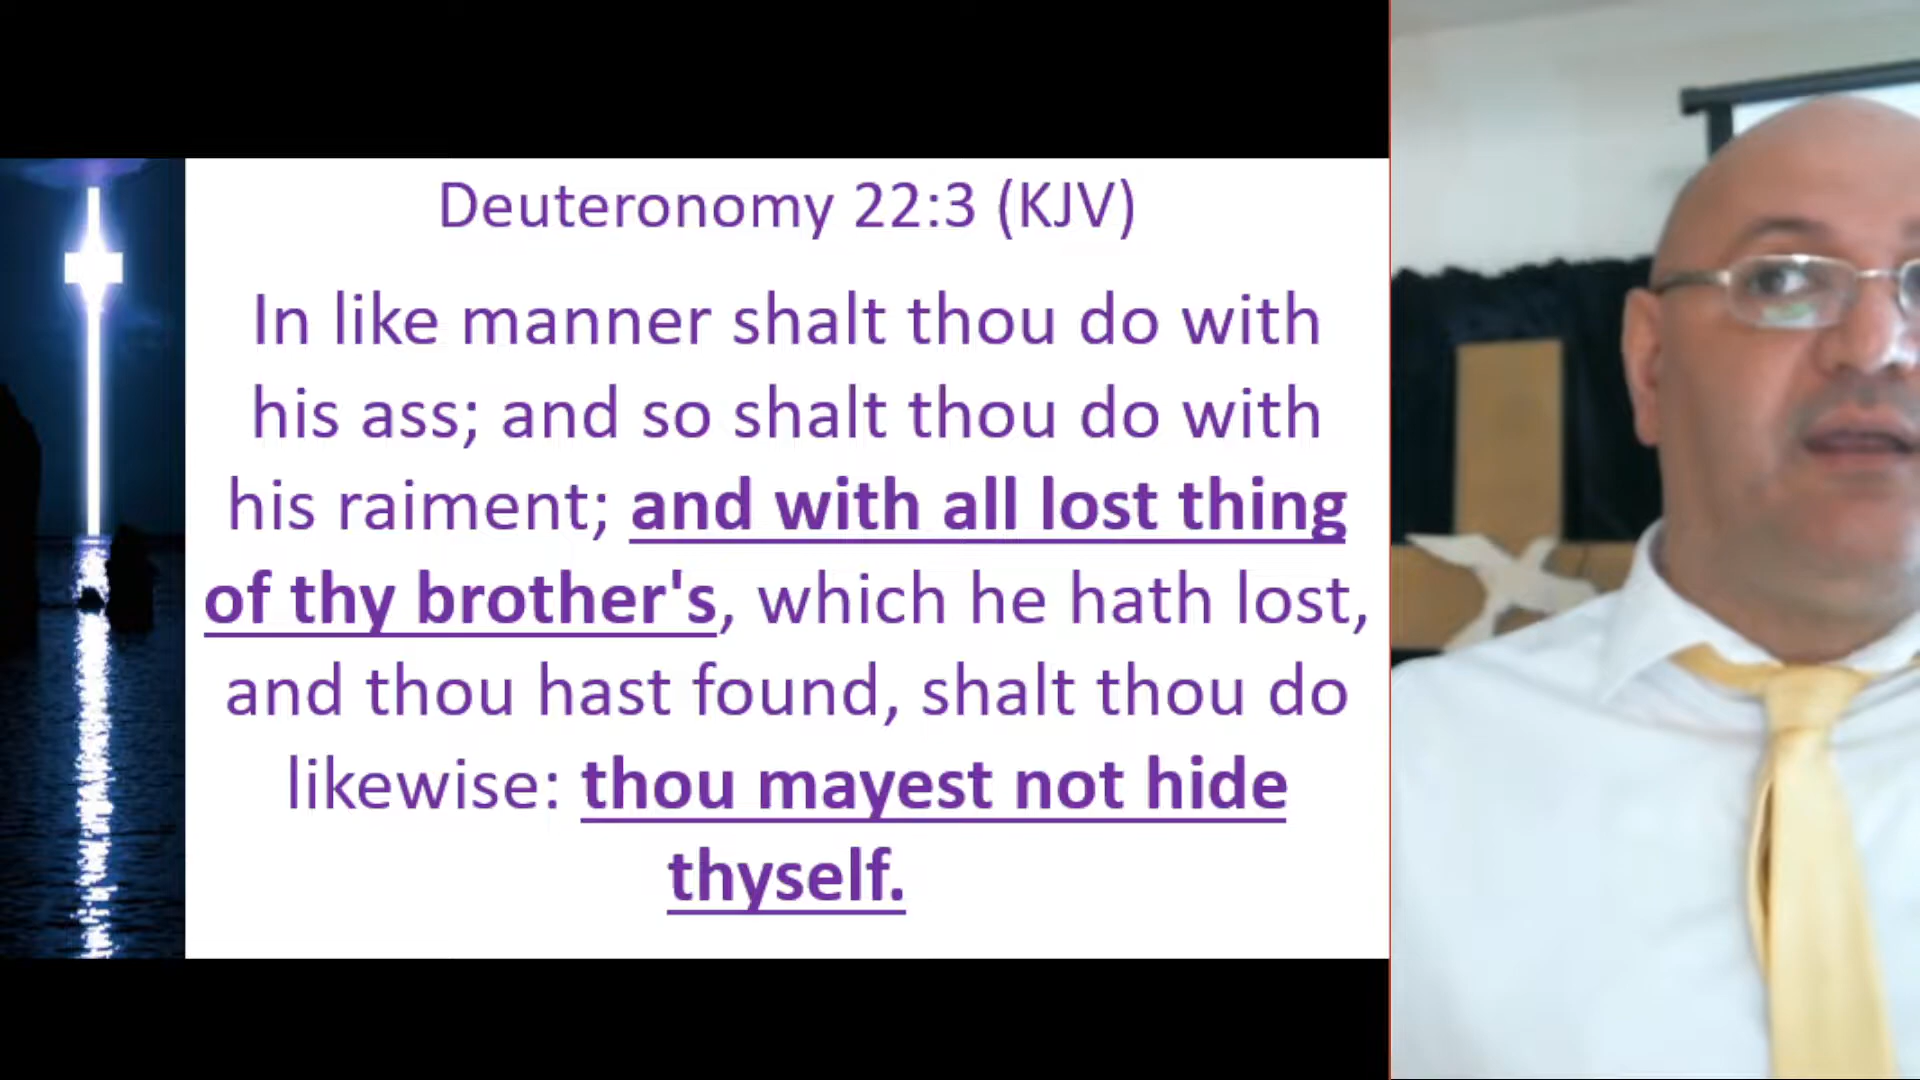 Deuteronomy 22:3 (KJV)
In like manner shalt thou do with
his ass; and so shalt thou do with
his raiment; and with all lost thing
of thy brother's, which he hath lost,
and thou hast found, shalt thou do
likewise: thou mayest not hide
thyself.